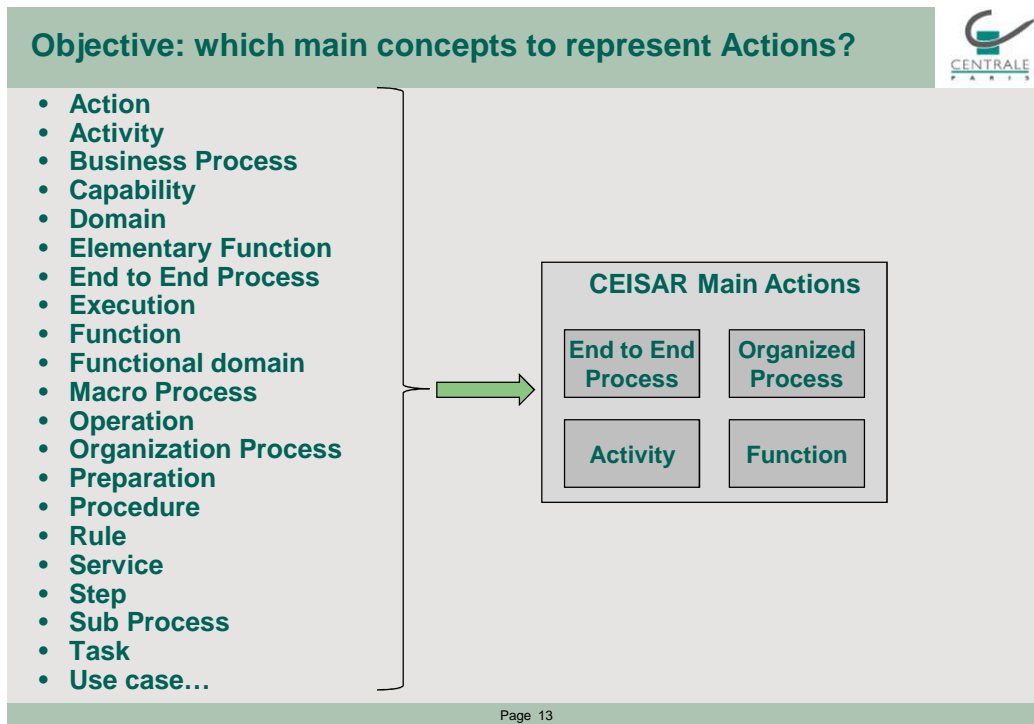 Objective: which main concepts to represent Actions?
CENTRALE
PARIS
• Action
• Activity
• Business Process
• Capability
• Domain
• Elementary Function
• End to End Process
• Execution
• Function
• Functional domain
• Macro Process
• Operation
• Organization Process
• Preparation
• Procedure
• Rule
• Service
• Step
• Sub Process
• Task
• Use case…
CEISAR Main Actions
End to End
Process
Organized
Process
Activity
Function
Page 13